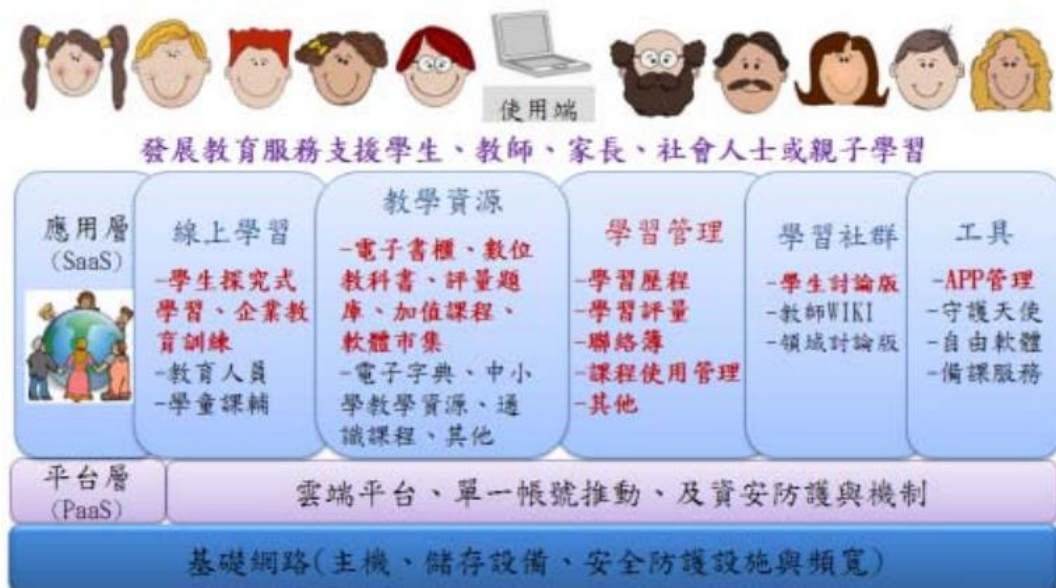 使用端
發展教育服務支援學生、教師、家長、社會人士或親子學習
應用層
(SaaS)
線上學習
-學生探究式
學習、企業教
育訓練
-教育人員
-學童課輔
教學資源
-電子書櫃、數位
教科書、評量題
庫、加值課程、
軟體市集
-電子字典、中小
學教學資源、通
識課程、其他
學習管理
-學習歷程
-學習評量
-聯絡簿
-課程使用管理
-其他
學習社群
-學生討論版
-教師WIKI
-領域討論版
工具
-APP管理
-守護天使
-自由軟體
-備課服務
平台層
(PaaS)
雲端平台、單一帳號推動、及資安防護與機制
基礎網路(主機、儲存設備、安全防護設施與頻寬)